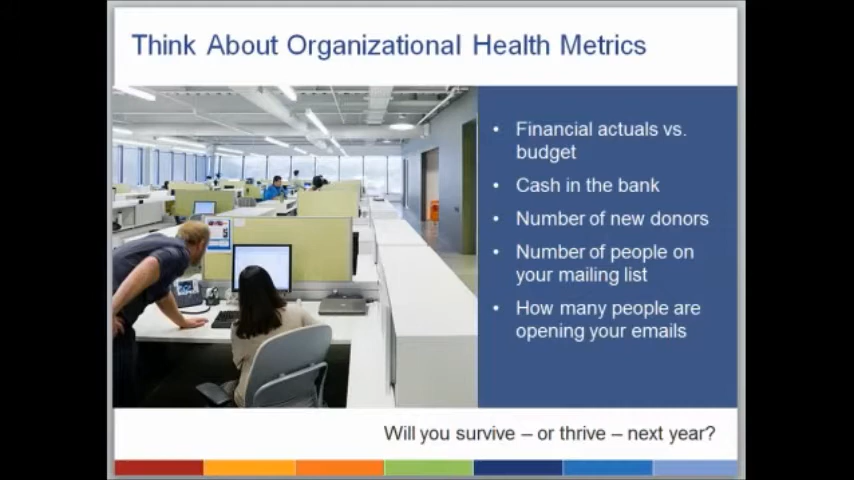 Think About Organizational Health Metrics
• Financial actuals vs.
budget
• Cash in the bank
• Number of new donors
• Number of people on
your mailing list
• How many people are
opening your emails
Will you survive – or thrive – next year?